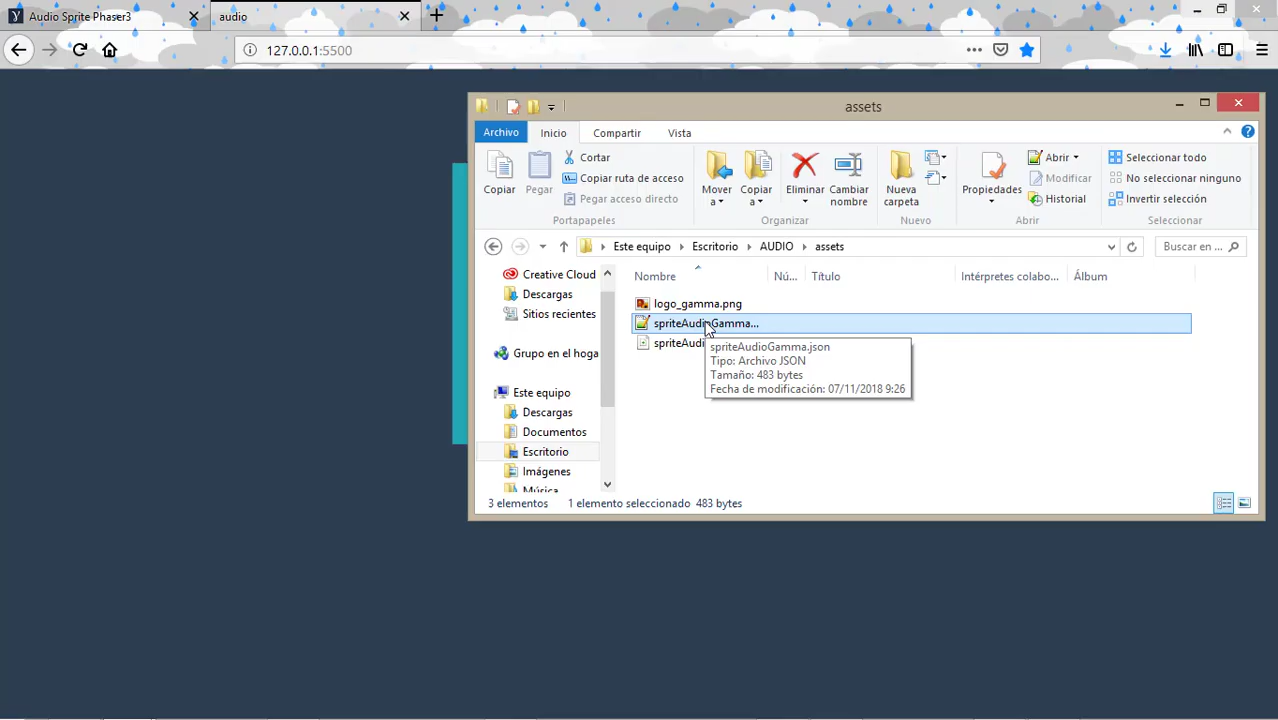 Audio Sprite Phaser3
audio
127.0.0.1:5500
assets
Archivo
Inicio
Compartir
Vista
Copiar
Pegar
Cortar
Copiar ruta de acceso
Pegar acceso directo
Portapapeles
Mover a
Copiar a
Eliminar
Cambiar nombre
Organizar
Nueva carpeta
Nuevo
Propiedades
Abrir
Modificar
Historial
Abrir
Seleccionar todo
No seleccionar ninguno
Invertir selección
Seleccionar
Este equipo
Escritorio
AUDIO
assets
Buscar en ...
Creative Cloud
Descargas
Sitios recientes
Grupo en el hoga
Este equipo
Descargas
Documentos
Escritorio
Imágenes
Música
Nombre
Nú...
Título
Intérpretes colabo...
Álbum
logo_gamma.png
spriteAudioGamma...
spriteAudi
spriteAudioGamma.json
Tipo: Archivo JSON
Tamaño: 483 bytes
Fecha de modificación: 07/11/2018 9:26
3 elementos
1 elemento seleccionado 483 bytes